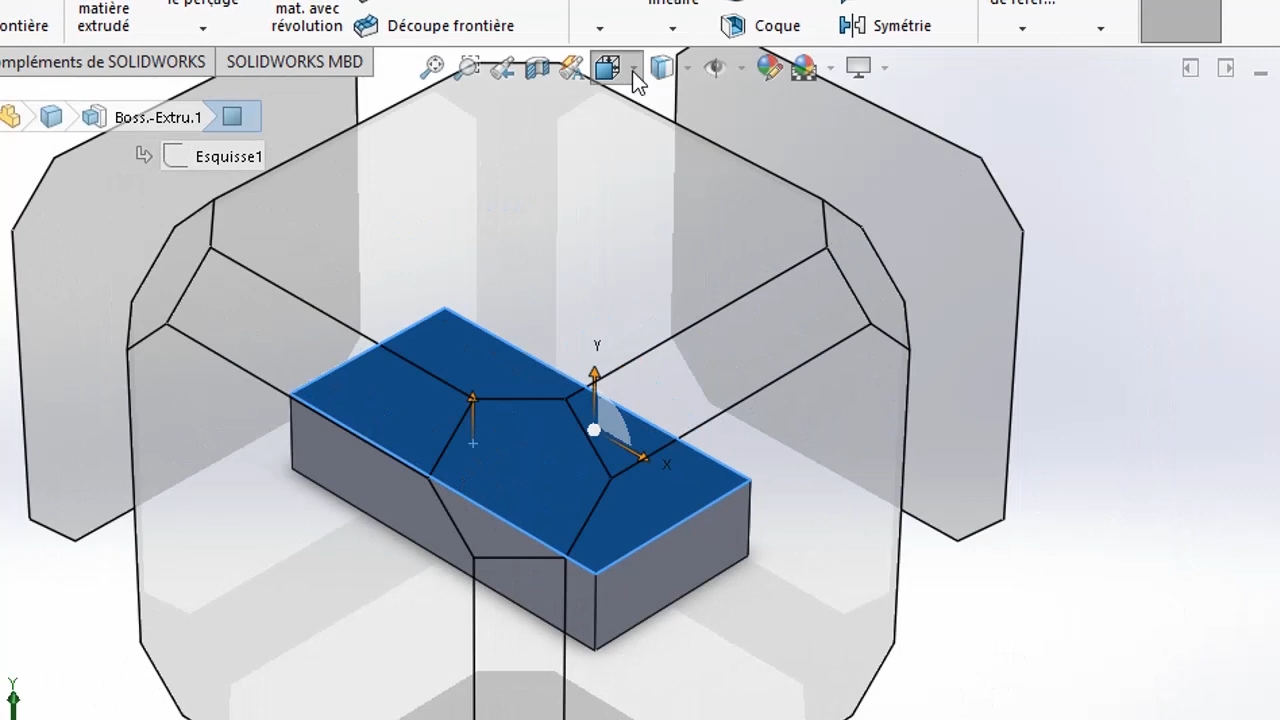 le perçage
linéaire
matière
mat. avec
ontière
extrudé
révolution
Découpe frontière
Coque
Symétrie
mpléments de SOLIDWORKS
SOLIDWORKS MBD
Boss.-Extru.1
Esquisse1
Y
X
Y